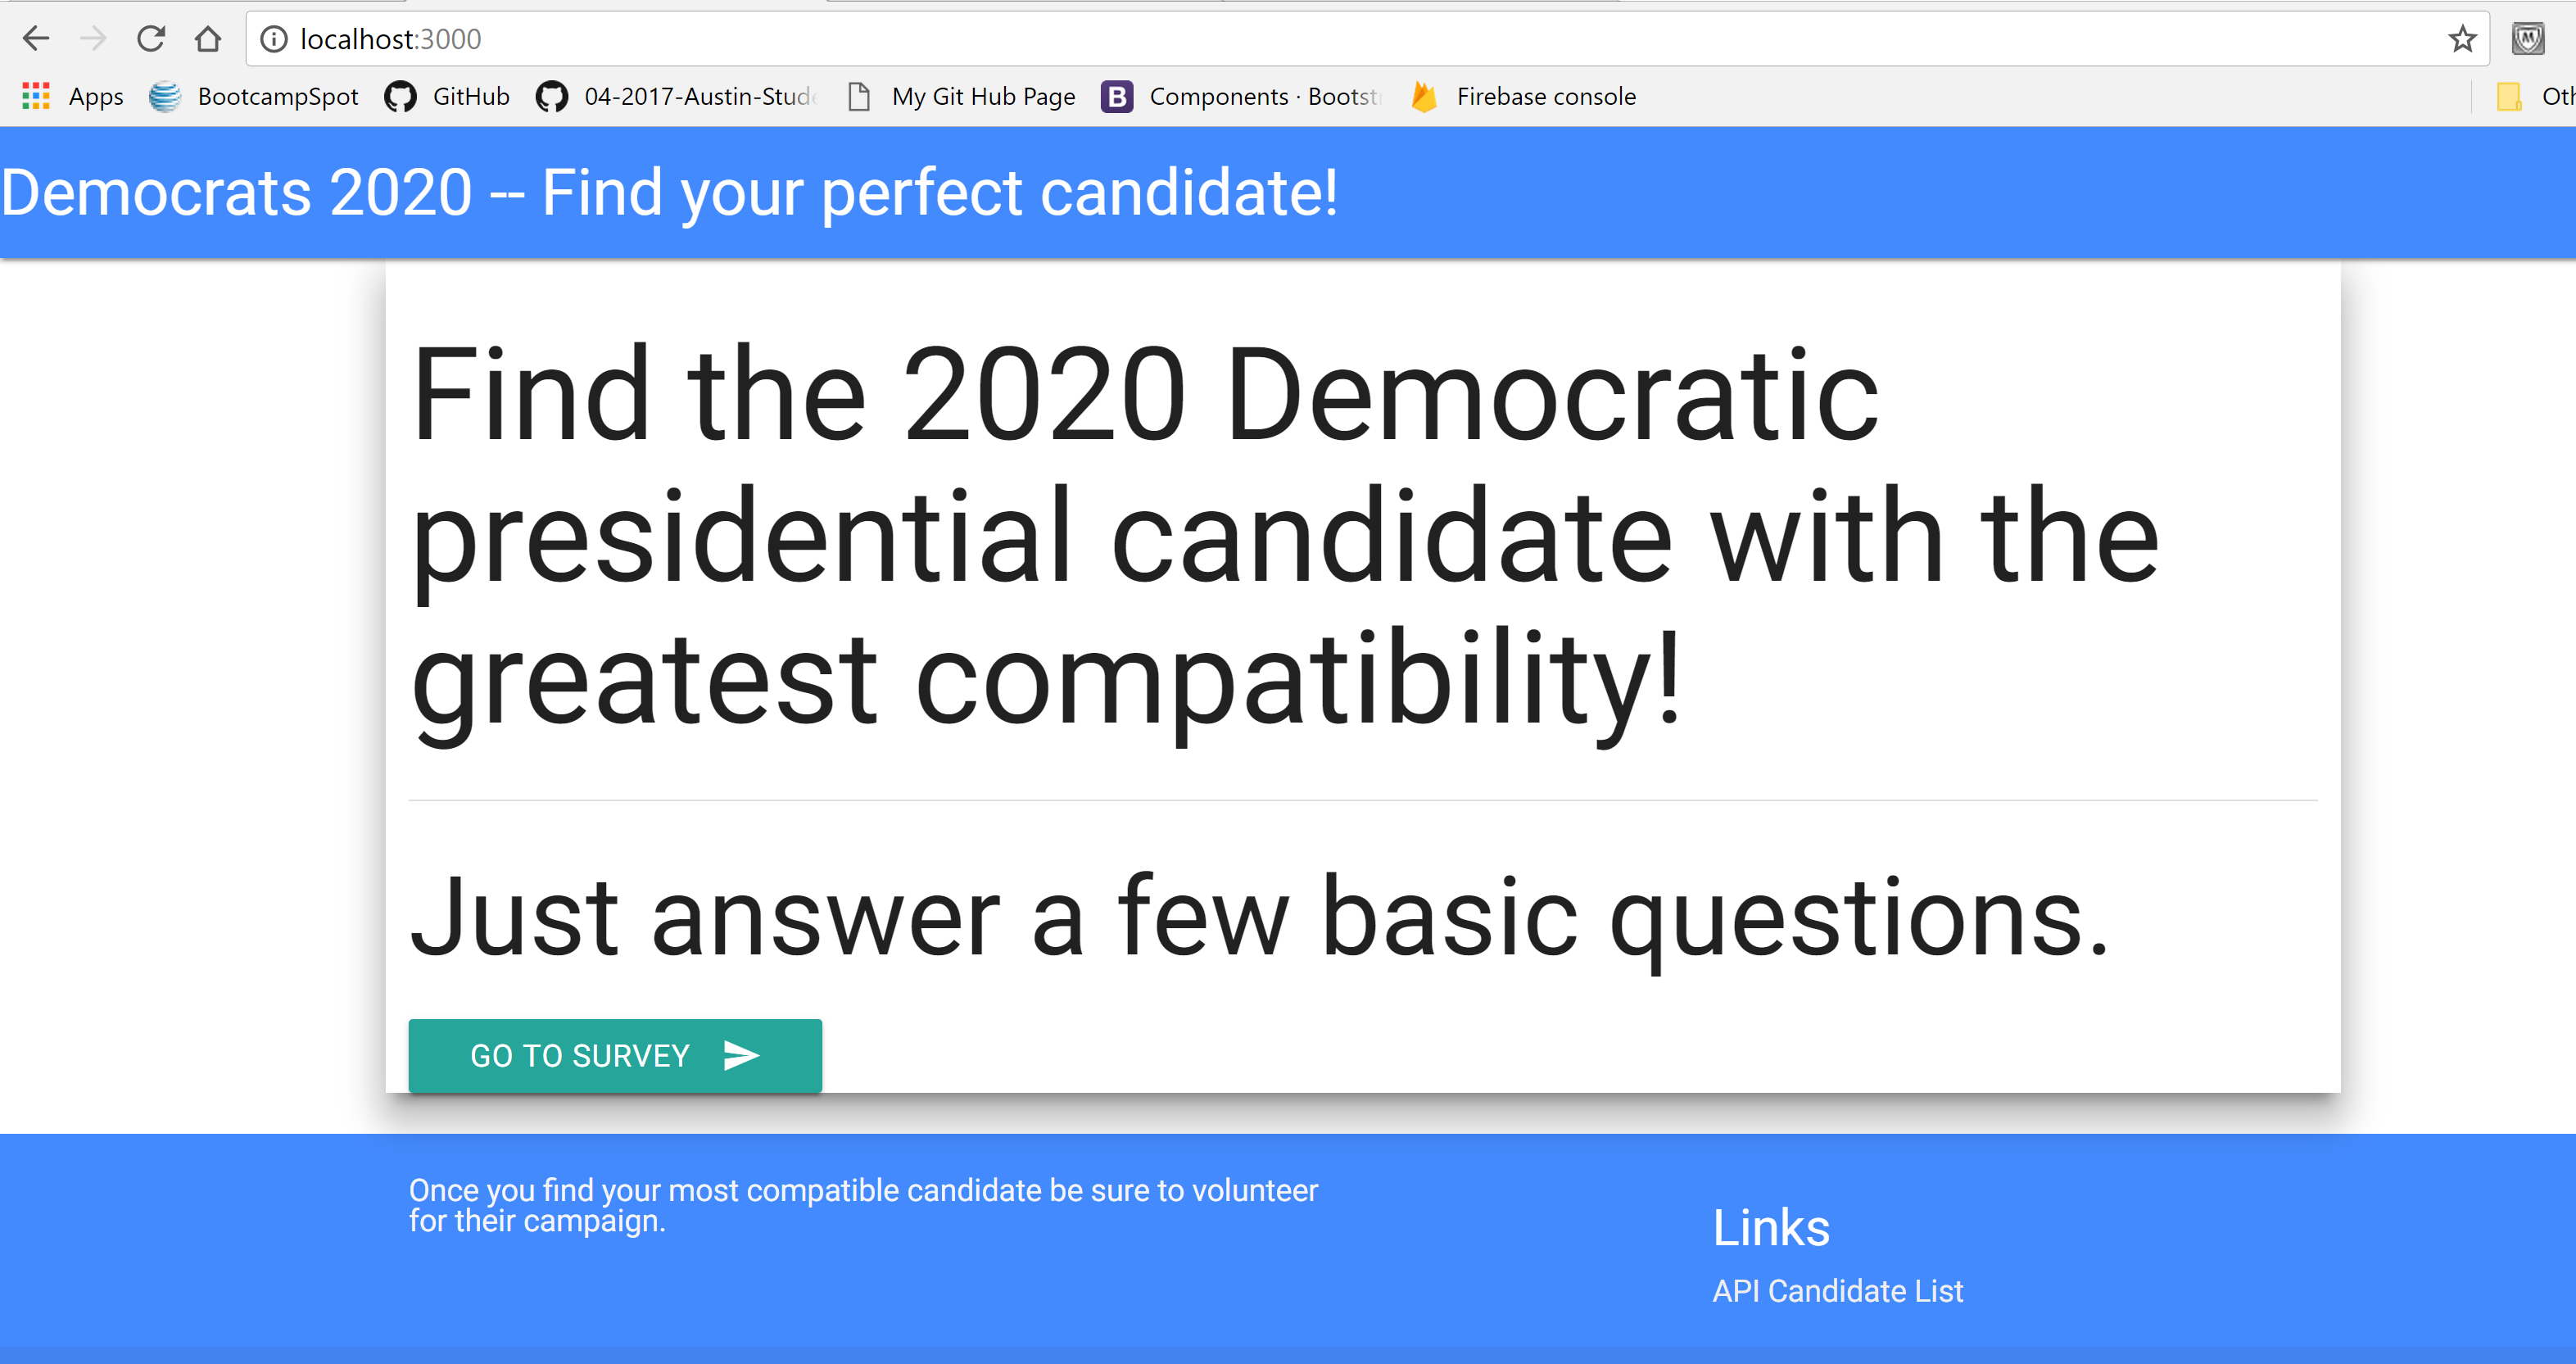 localhost:3000
Apps BootcampSpot GitHub 04-2017-Austin-Stud My Git Hub Page B Components · Bootst Firebase console Oth
Democrats 2020 -- Find your perfect candidate!
Find the 2020 Democratic
presidential candidate with the
greatest compatibility!
Just answer a few basic questions.
GO TO SURVEY
Once you find your most compatible candidate be sure to volunteer
for their campaign.
Links
API Candidate List